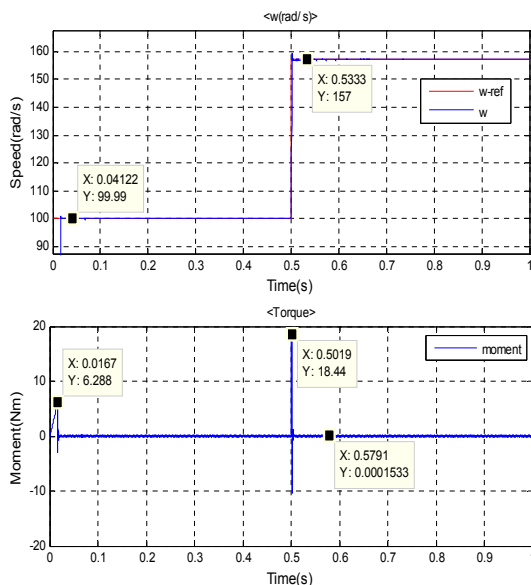 <w(rad/s)>
160
150
140
130
120
110
100
90
Speed(rad/s)
X: 0.5333
Y: 157
w-ref
w
X: 0.04122
Y: 99.99
0 0.1 0.2 0.3 0.4 0.5 0.6 0.7 0.8 0.9 1
Time(s)
<Torque>
20
10
0
-10
-20
Moment(Nm)
X: 0.0167
Y: 6.288
X: 0.5019
Y: 18.44
moment
X: 0.5791
Y: 0.0001533
0 0.1 0.2 0.3 0.4 0.5 0.6 0.7 0.8 0.9
Time(s)